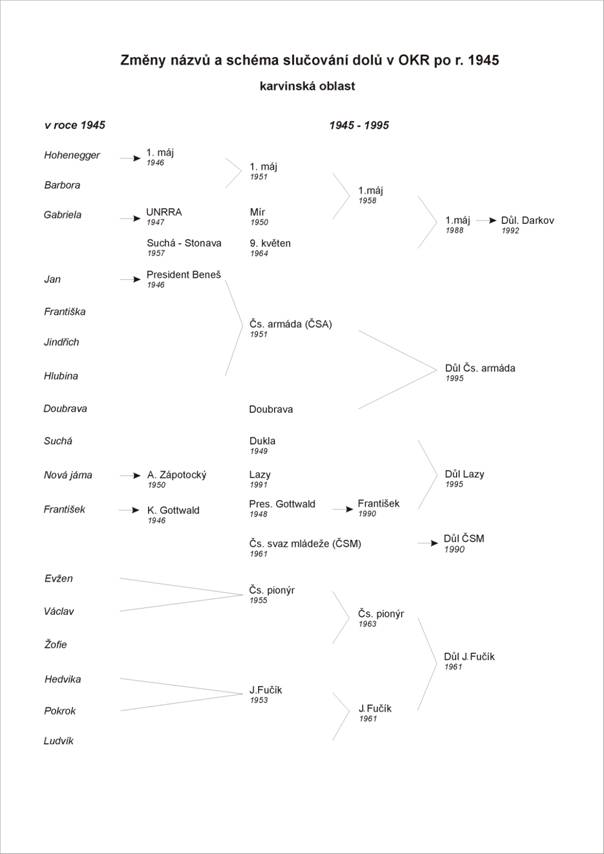 Změny názvů a schéma slučování dolů v OKR po r. 1945
karvinská oblast
v roce 1945
1945 - 1995
Hohenegger
1. máj
1946
1. máj
1951
Barbora
1.máj
1958
Gabriela
UNRRA
1947
Mír
1950
1.máj
1988
Důl. Darkov
1992
Suchá - Stonava
1957
9. květen
1964
Jan
President Beneš
1946
Františka
Čs. armáda (ČSA)
1951
Jindřich
Hlubina
Důl Čs. armáda
1995
Doubrava
Doubrava
Suchá
Dukla
1949
Nová jáma
A. Zápotocký
1950
Lazy
1991
Důl Lazy
1995
František
K. Gottwald
1946
Pres. Gottwald
1948
František
1990
Čs. svaz mládeže (ČSM)
1961
Důl ČSM
1990
Evžen
Čs. pionýr
1955
Václav
Čs. pionýr
1963
Žofie
Důl J.Fučík
1961
Hedvika
J.Fučík
1953
Pokrok
J.Fučík
1961
Ludvík